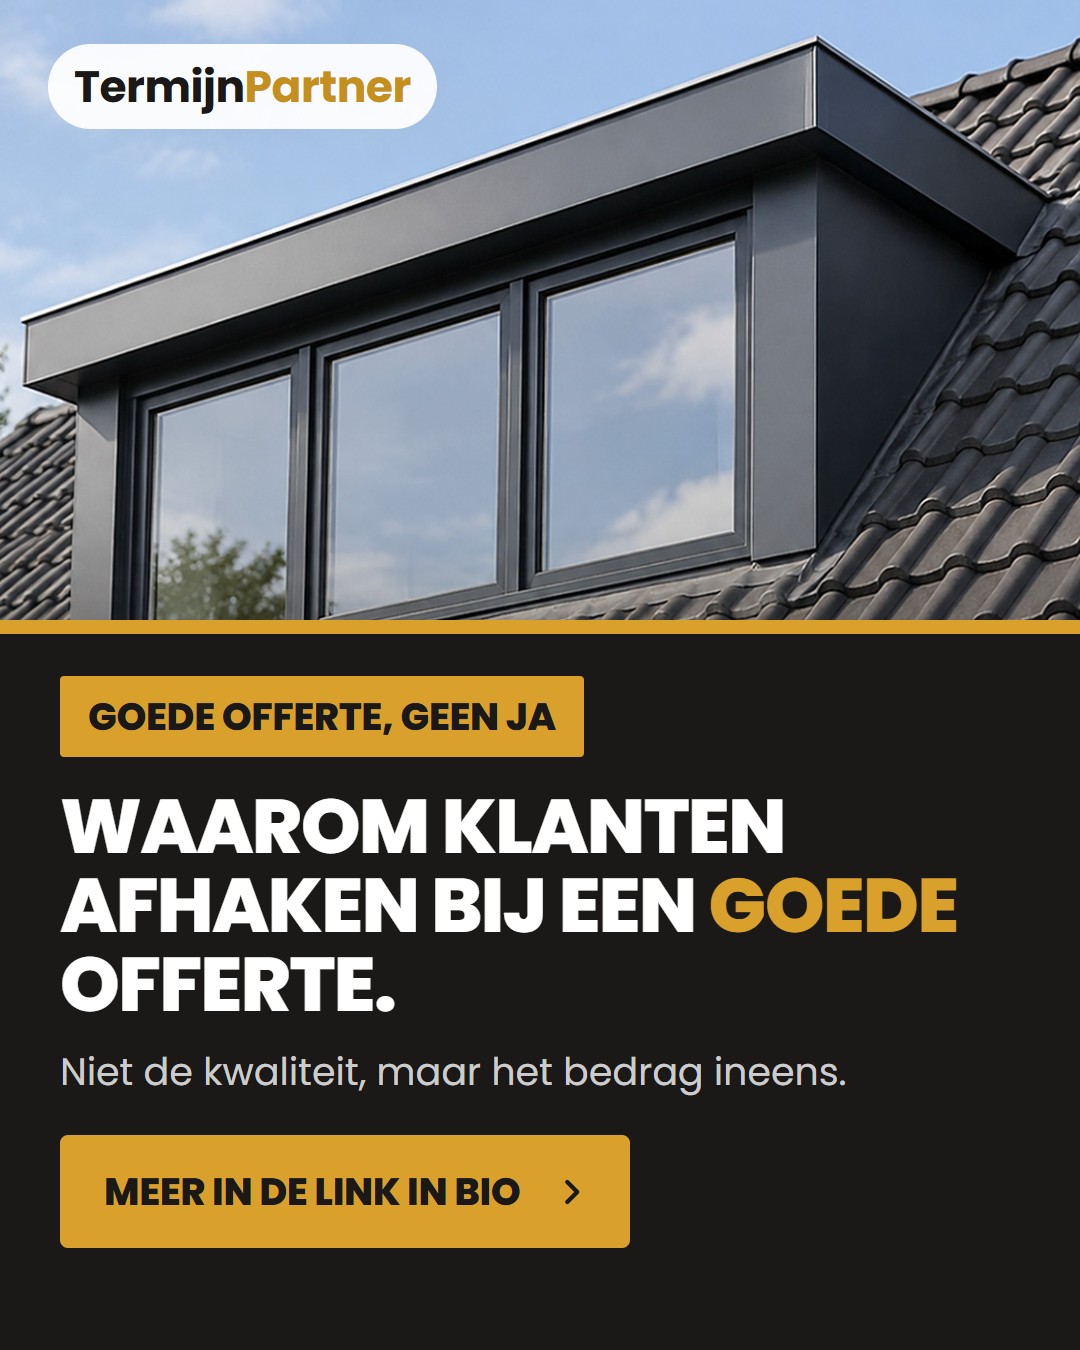 TermijnPartner
GOEDE OFFERTE, GEEN JA
WAAROM KLANTEN
AFHAKEN BIJ EEN GOEDE
OFFERTE.
Niet de kwaliteit, maar het bedrag ineens.
MEER IN DE LINK IN BIO